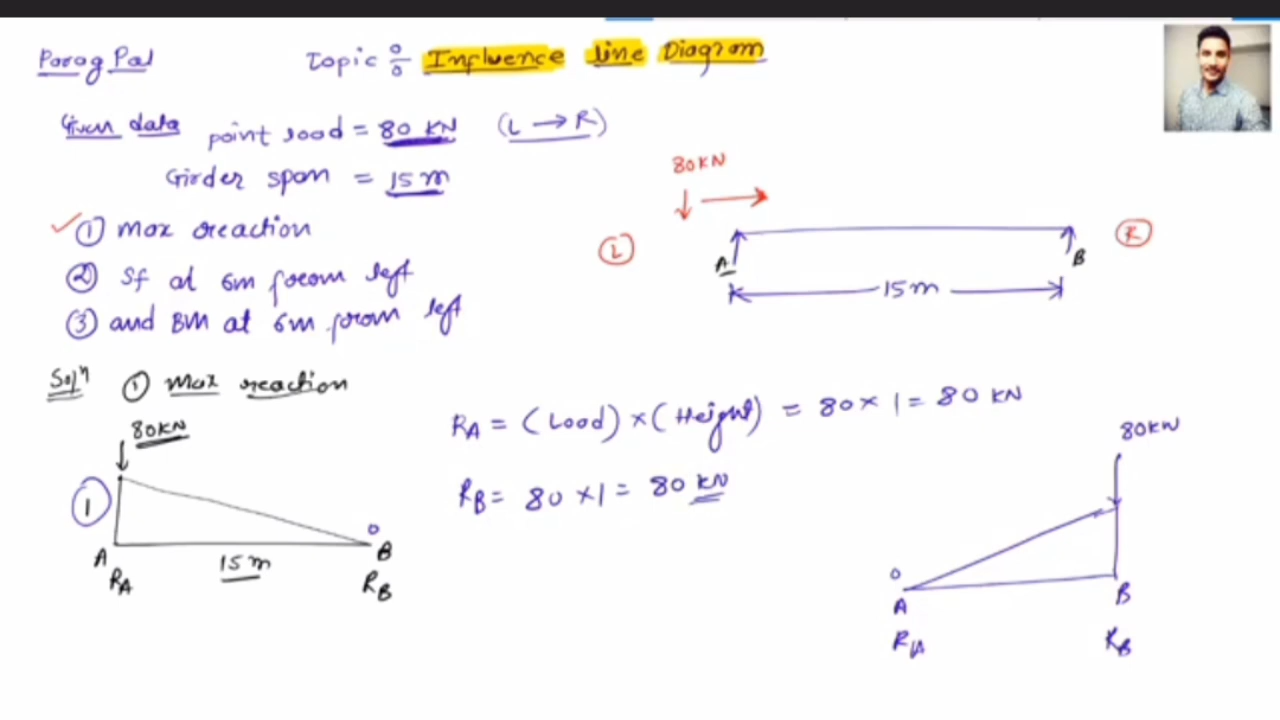 Parag Pal
Topic : Influence line Diagram
Given data point load = 80 KN (L → R)
Girder span = 15 m
① max reaction
② Sf at 6m from left
③ and BM at 6m from left
80KN
L
R
A
B
15 m
Solⁿ ① Max reaction
80KN
1
0
A
B
15 m
RA
RB
RA = (Load) × (Height) = 80 × 1 = 80 KN
RB = 80 × 1 = 80 KN
80KN
0
A
B
RA
RB